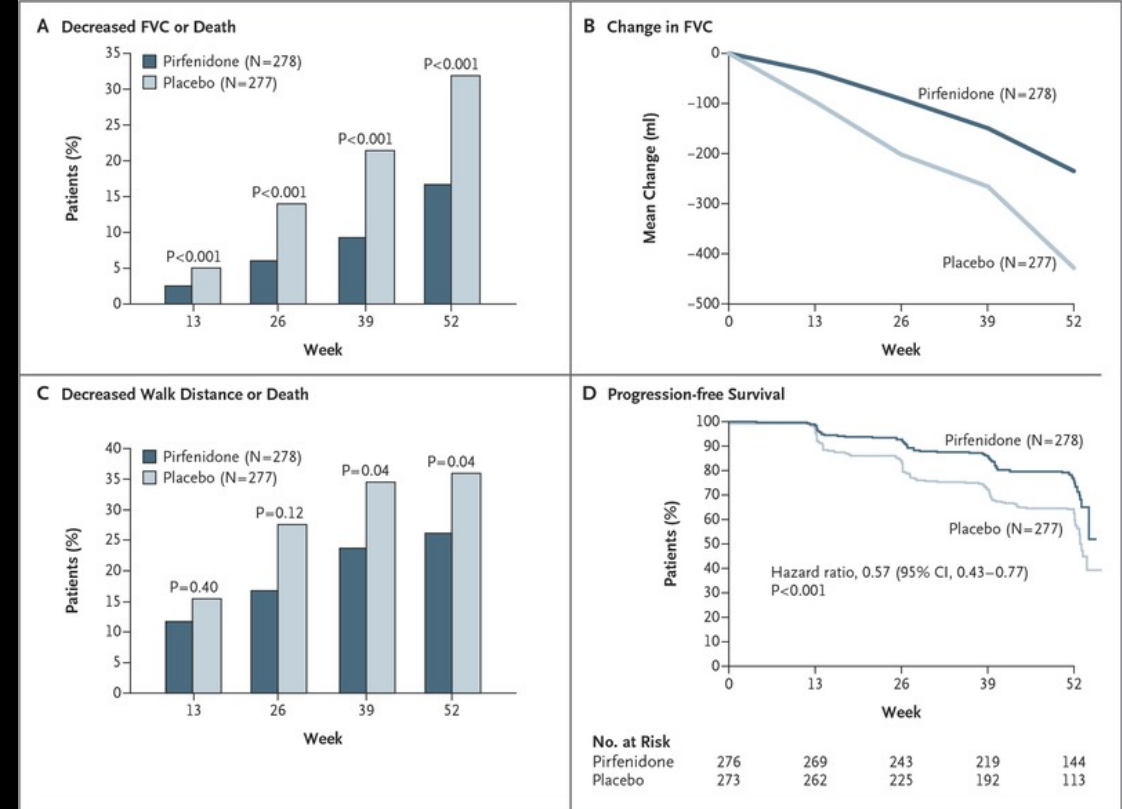 A Decreased FVC or Death
35
30
25
20
15
10
5
0
Patients (%)
Pirfenidone (N=278)
Placebo (N=277)
P<0.001
P<0.001
P<0.001
P<0.001
13 26 39 52
Week
B Change in FVC
0
−100
−200
−300
−400
−500
Mean Change (ml)
Pirfenidone (N=278)
Placebo (N=277)
0 13 26 39 52
Week
C Decreased Walk Distance or Death
40
35
30
25
20
15
10
5
0
Patients (%)
Pirfenidone (N=278)
Placebo (N=277)
P=0.40
P=0.12
P=0.04
P=0.04
13 26 39 52
Week
D Progression-free Survival
100
90
80
70
60
50
40
30
20
10
0
Patients (%)
Pirfenidone (N=278)
Placebo (N=277)
Hazard ratio, 0.57 (95% CI, 0.43–0.77)
P<0.001
0 13 26 39 52
Week
No. at Risk
Pirfenidone 276 269 243 219 144
Placebo 273 262 225 192 113